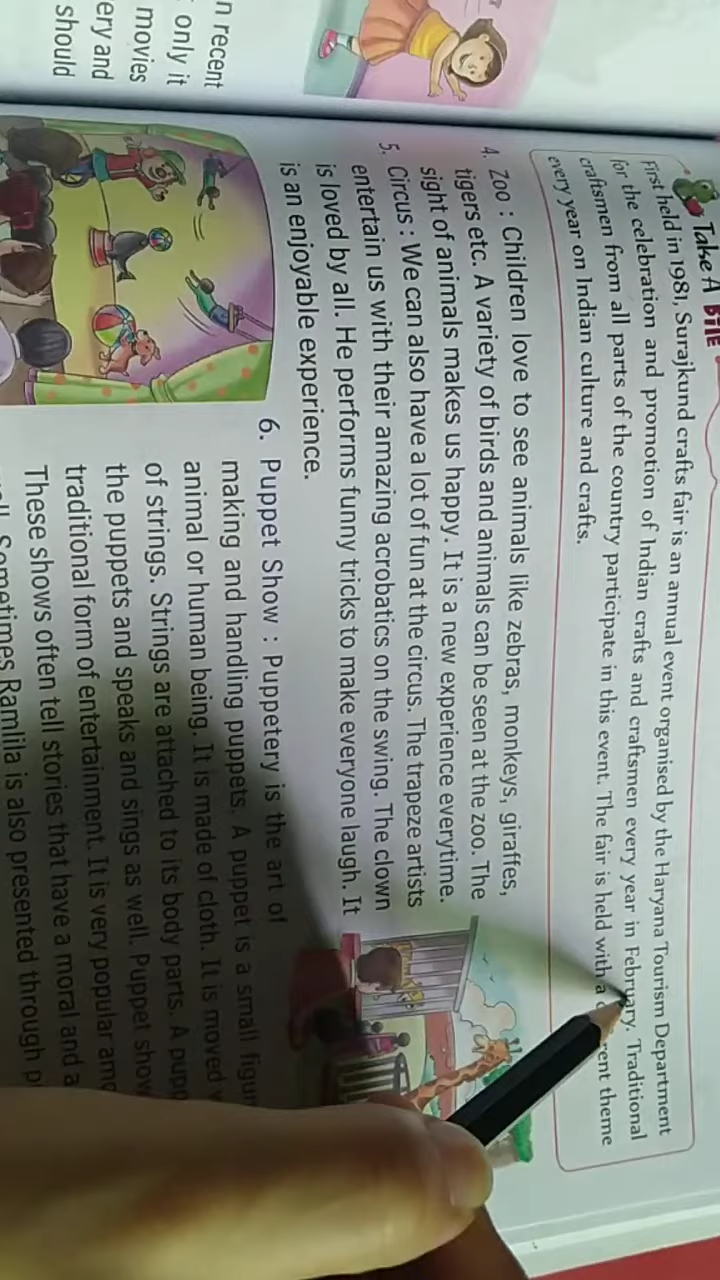 n recent
only it
movies
ery and
should
Take A BITE
First held in 1981, Surajkund crafts fair is an annual event organised by the Haryana Tourism Department
for the celebration and promotion of Indian crafts and craftsmen every year in February. Traditional
craftsmen from all parts of the country participate in this event. The fair is held with a rent theme
every year on Indian culture and crafts.
4. Zoo : Children love to see animals like zebras, monkeys, giraffes,
tigers etc. A variety of birds and animals can be seen at the zoo. The
sight of animals makes us happy. It is a new experience everytime.
5. Circus : We can also have a lot of fun at the circus. The trapeze artists
entertain us with their amazing acrobatics on the swing. The clown
is loved by all. He performs funny tricks to make everyone laugh. It
is an enjoyable experience.
6. Puppet Show : Puppetery is the art of
making and handling puppets. A puppet is a small figur
animal or human being. It is made of cloth. It is moved
of strings. Strings are attached to its body parts. A pupp
the puppets and speaks and sings as well. Puppet show
traditional form of entertainment. It is very popular amo
These shows often tell stories that have a moral and a
Sometimes Ramlila is also presented through p